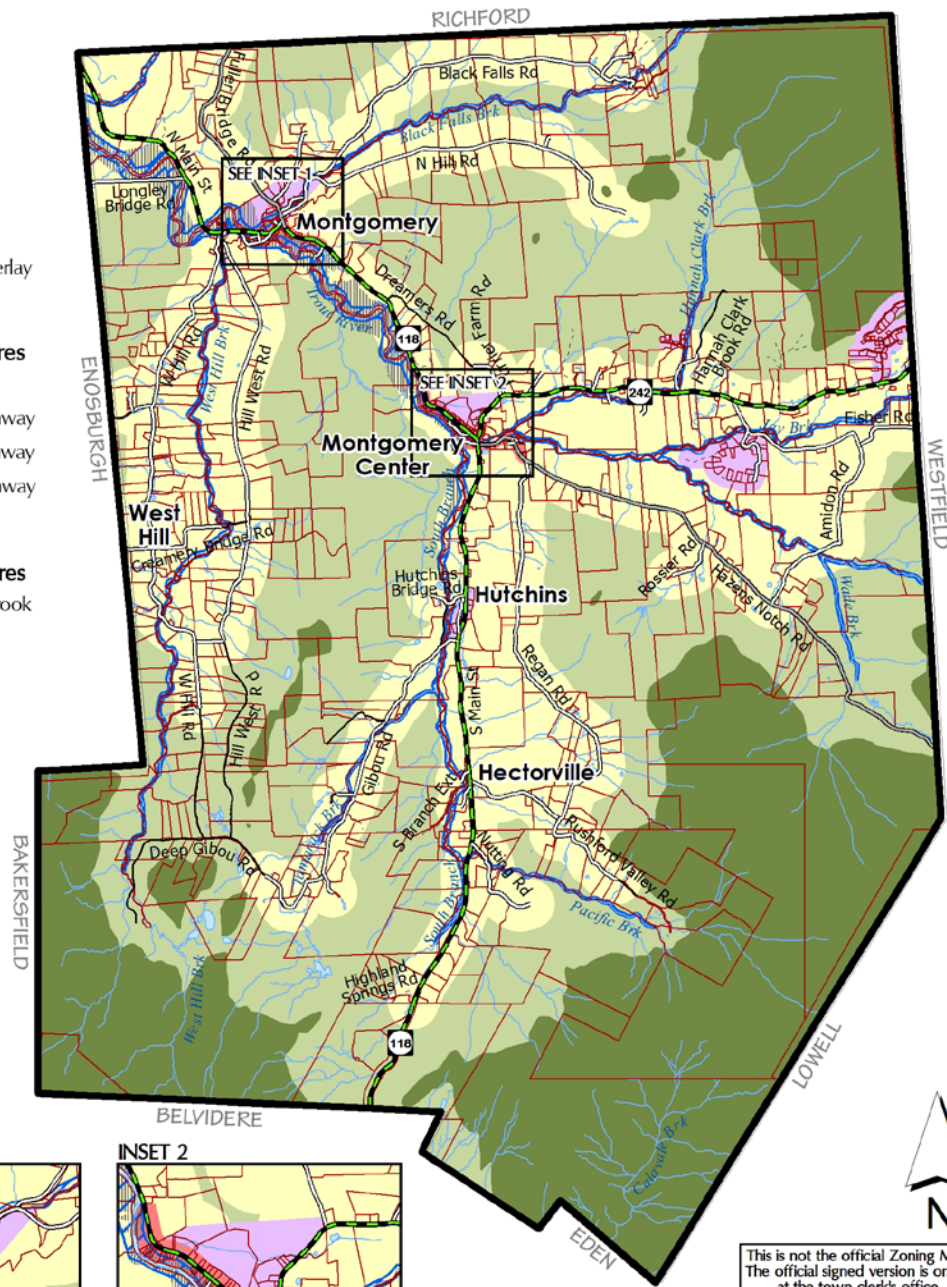 RICHFORD
Fuller Bridge Rd
Black Falls Rd
Black Falls Brk
N Main St
N Hill Rd
SEE INSET 1
Longley
Bridge Rd
Montgomery
Hannah Clark Brk
Dreamers Rd
Trout River
Farm Rd
118
Hannah Clark
Brook Rd
W Hill Rd
West Hill Brk
Hill West Rd
ENOSBURGH
SEE INSET 2
242
Fisher Rd
Montgomery
Center
Amidon Rd
WESTFIELD
West
Hill
Creamery Bridge Rd
South Branch
Rossier Rd
Hazens Notch Rd
Wade Brk
Hutchins
Bridge Rd
Hutchins
Regan Rd
S Main St
W Hill Rd
Hill West R
Gibou Rd
Hectorville
S Branch Ext
Rushford Valley Rd
Nutting Rd
Deep Gibou Rd
BAKERSFIELD
Pacific Brk
West Hill Brk
Highland
Springs Rd
118
LOWELL
BELVIDERE
Calavale Brk
EDEN
INSET 2
N
This is not the official Zoning M
The official signed version is on
at the town clerk's office
erlay
res
way
way
way
res
rook